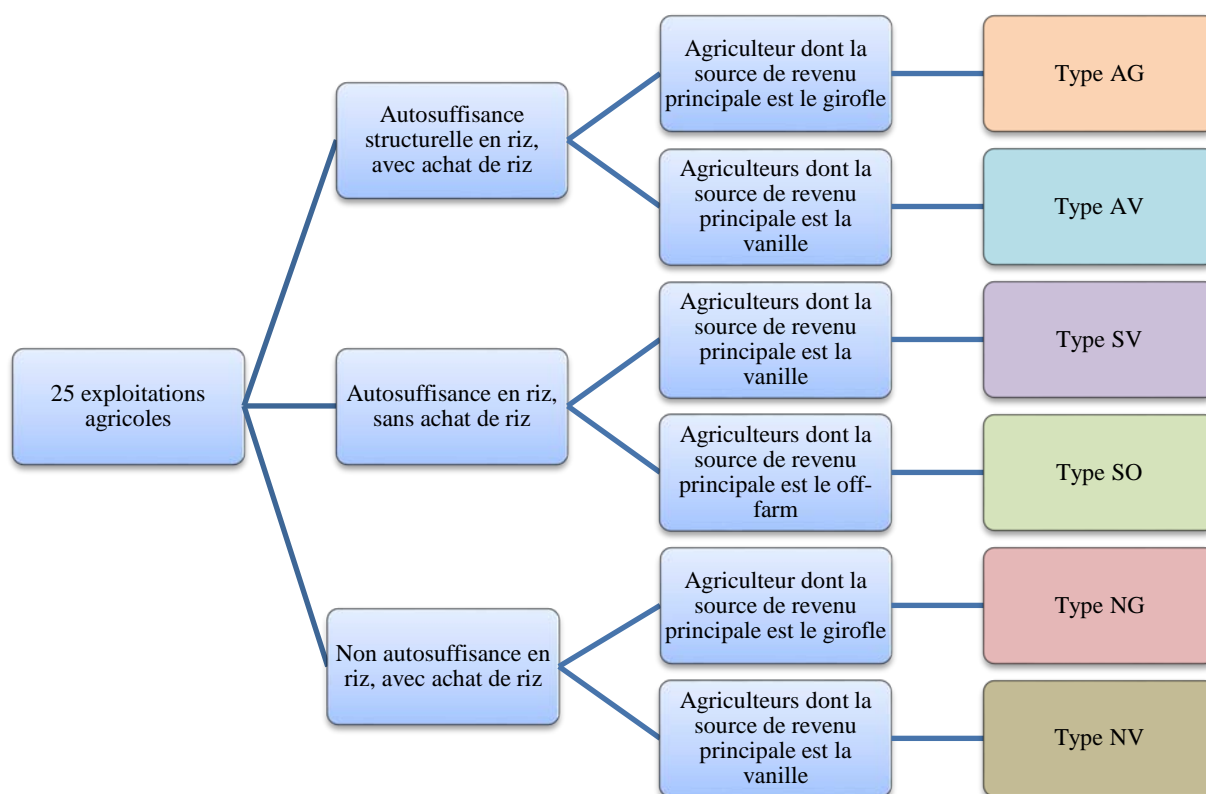 25 exploitations
agricoles
Autosuffisance
structurelle en riz,
avec achat de riz
Agriculteur dont la
source de revenu
principale est le girofle
Type AG
Agriculteurs dont la
source de revenu
principale est la
vanille
Type AV
Autosuffisance en riz,
sans achat de riz
Agriculteurs dont la
source de revenu
principale est la
vanille
Type SV
Agriculteurs dont la
source de revenu
principale est le off-
farm
Type SO
Non autosuffisance en
riz, avec achat de riz
Agriculteur dont la
source de revenu
principale est le girofle
Type NG
Agriculteurs dont la
source de revenu
principale est la
vanille
Type NV